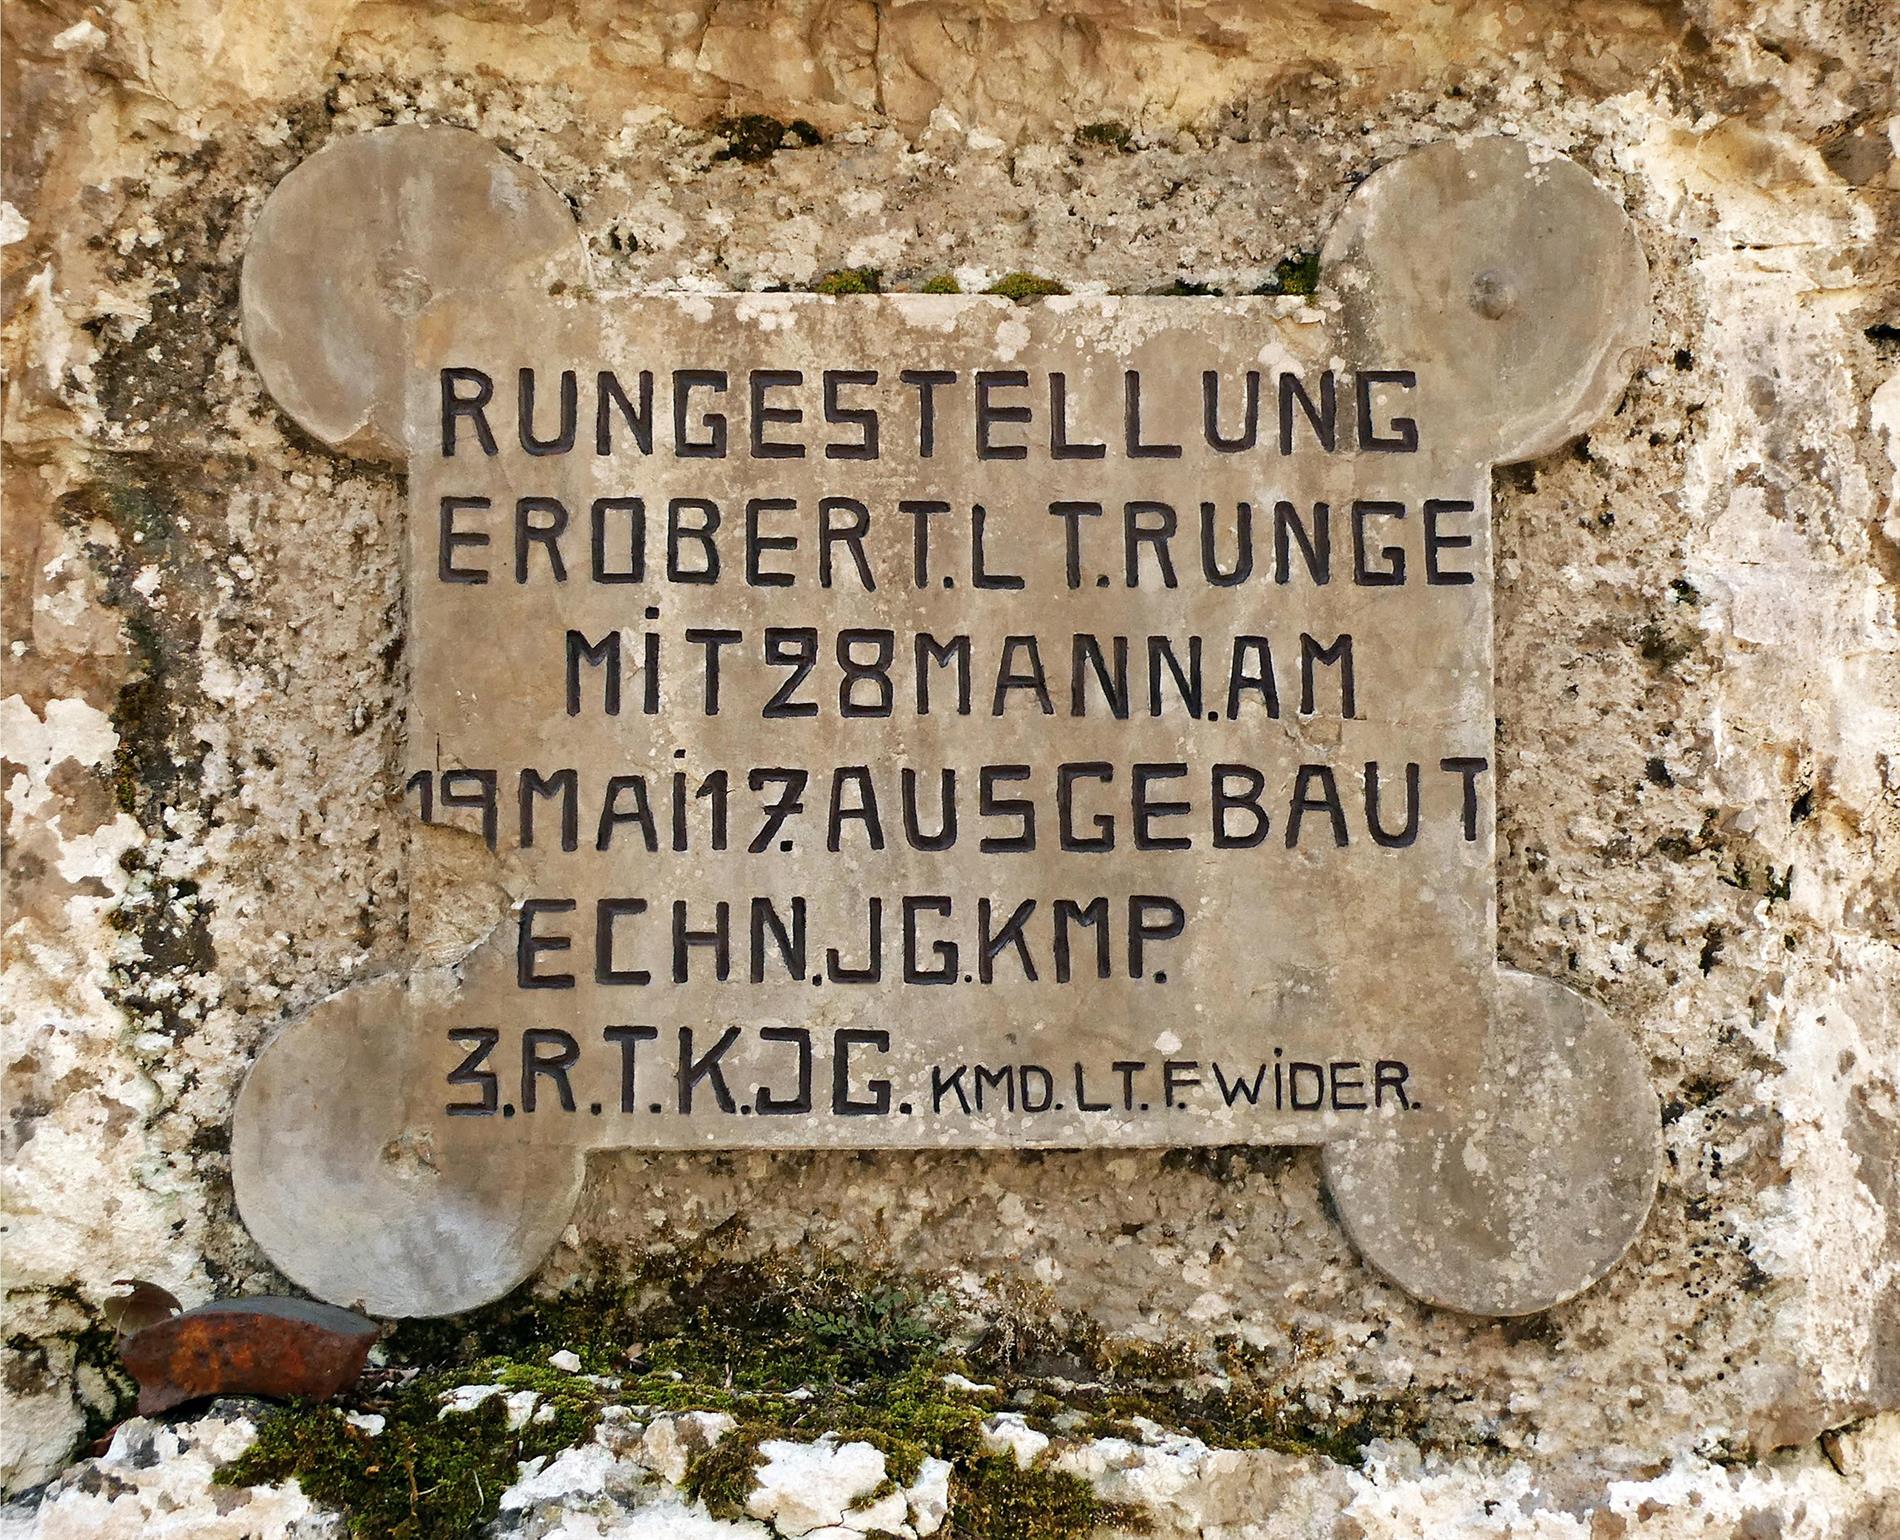 RUNGESTELLUNG
EROBERT.LT.RUNGE
MiT 28 MANN.AM
19 MAi 17. AUSGEBAUT
ECHN.JG.KMP.
3.R.T.K.JG. KMD.LT.F.WiDER.